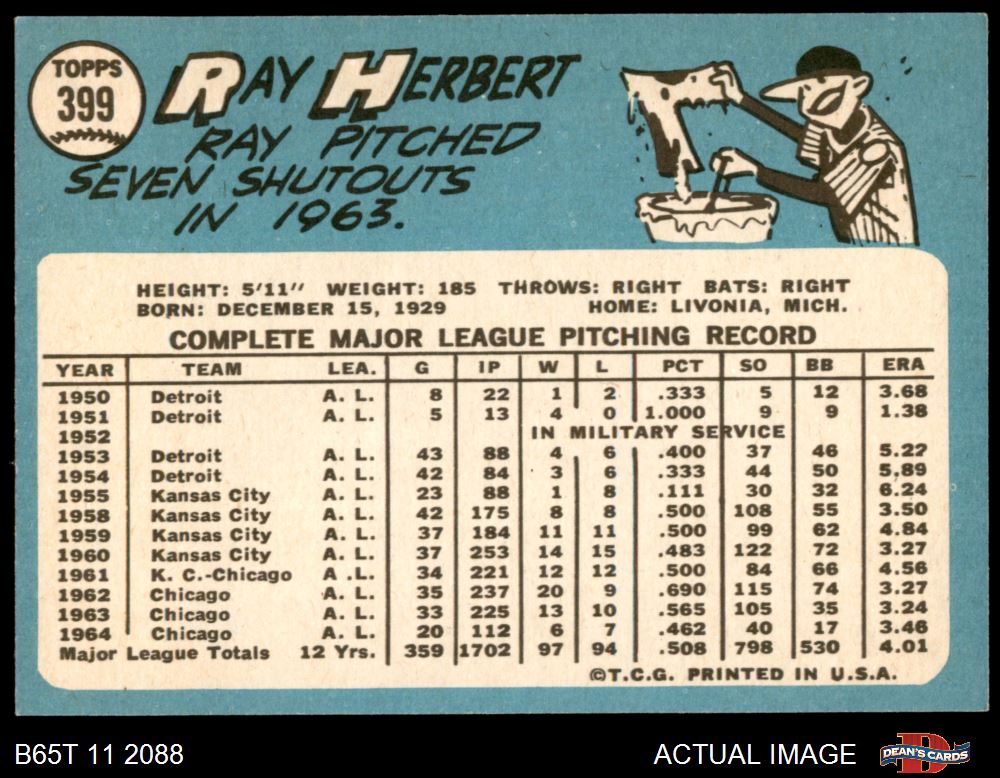 TOPPS
399
RAY HERBERT
RAY PITCHED
SEVEN SHUTOUTS
IN 1963.
HEIGHT: 5'11" WEIGHT: 185 THROWS: RIGHT BATS: RIGHT
BORN: DECEMBER 15, 1929 HOME: LIVONIA, MICH.
COMPLETE MAJOR LEAGUE PITCHING RECORD
YEAR TEAM LEA. G IP W L PCT SO BB ERA
1950 Detroit A. L. 8 22 1 2 .333 5 12 3.68
1951 Detroit A. L. 5 13 4 0 1.000 9 9 1.38
1952 IN MILITARY SERVICE
1953 Detroit A. L. 43 88 4 6 .400 37 46 5.22
1954 Detroit A. L. 42 84 3 6 .333 44 50 5.89
1955 Kansas City A. L. 23 88 1 8 .111 30 32 6.24
1958 Kansas City A. L. 42 175 8 8 .500 108 55 3.50
1959 Kansas City A. L. 37 184 11 11 .500 99 62 4.84
1960 Kansas City A. L. 37 253 14 15 .483 122 72 3.27
1961 K. C.-Chicago A .L. 34 221 12 12 .500 84 66 4.56
1962 Chicago A. L. 35 237 20 9 .690 115 74 3.27
1963 Chicago A. L. 33 225 13 10 .565 105 35 3.24
1964 Chicago A. L. 20 112 6 7 .462 40 17 3.46
Major League Totals 12 Yrs. 359 1702 97 94 .508 798 530 4.01
©T.C.G. PRINTED IN U.S.A.
B65T 11 2088 ACTUAL IMAGE DEAN'S CARDS